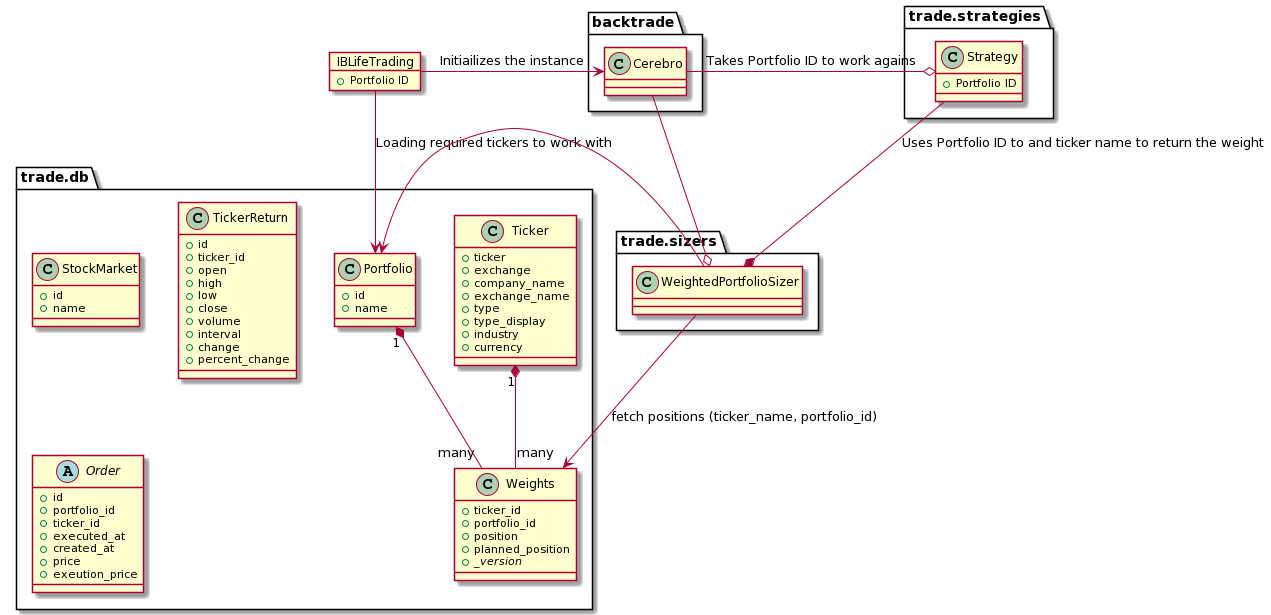 trade.strategies
backtrade
IBLifeTrading
Portfolio ID
Initiailizes the instance
C Cerebro
Takes Portfolio ID to work agains
C Strategy
Portfolio ID
Loading required tickers to work with
Uses Portfolio ID to and ticker name to return the weight
trade.db
C StockMarket
id
name
C TickerReturn
id
ticker_id
open
high
low
close
volume
interval
change
percent_change
C Portfolio
id
name
1
C Ticker
ticker
exchange
company_name
exchange_name
type
type_display
industry
currency
1
trade.sizers
C WeightedPortfolioSizer
fetch positions (ticker_name, portfolio_id)
many
many
A Order
id
portfolio_id
ticker_id
executed_at
created_at
price
exeution_price
C Weights
ticker_id
portfolio_id
position
planned_position
_version